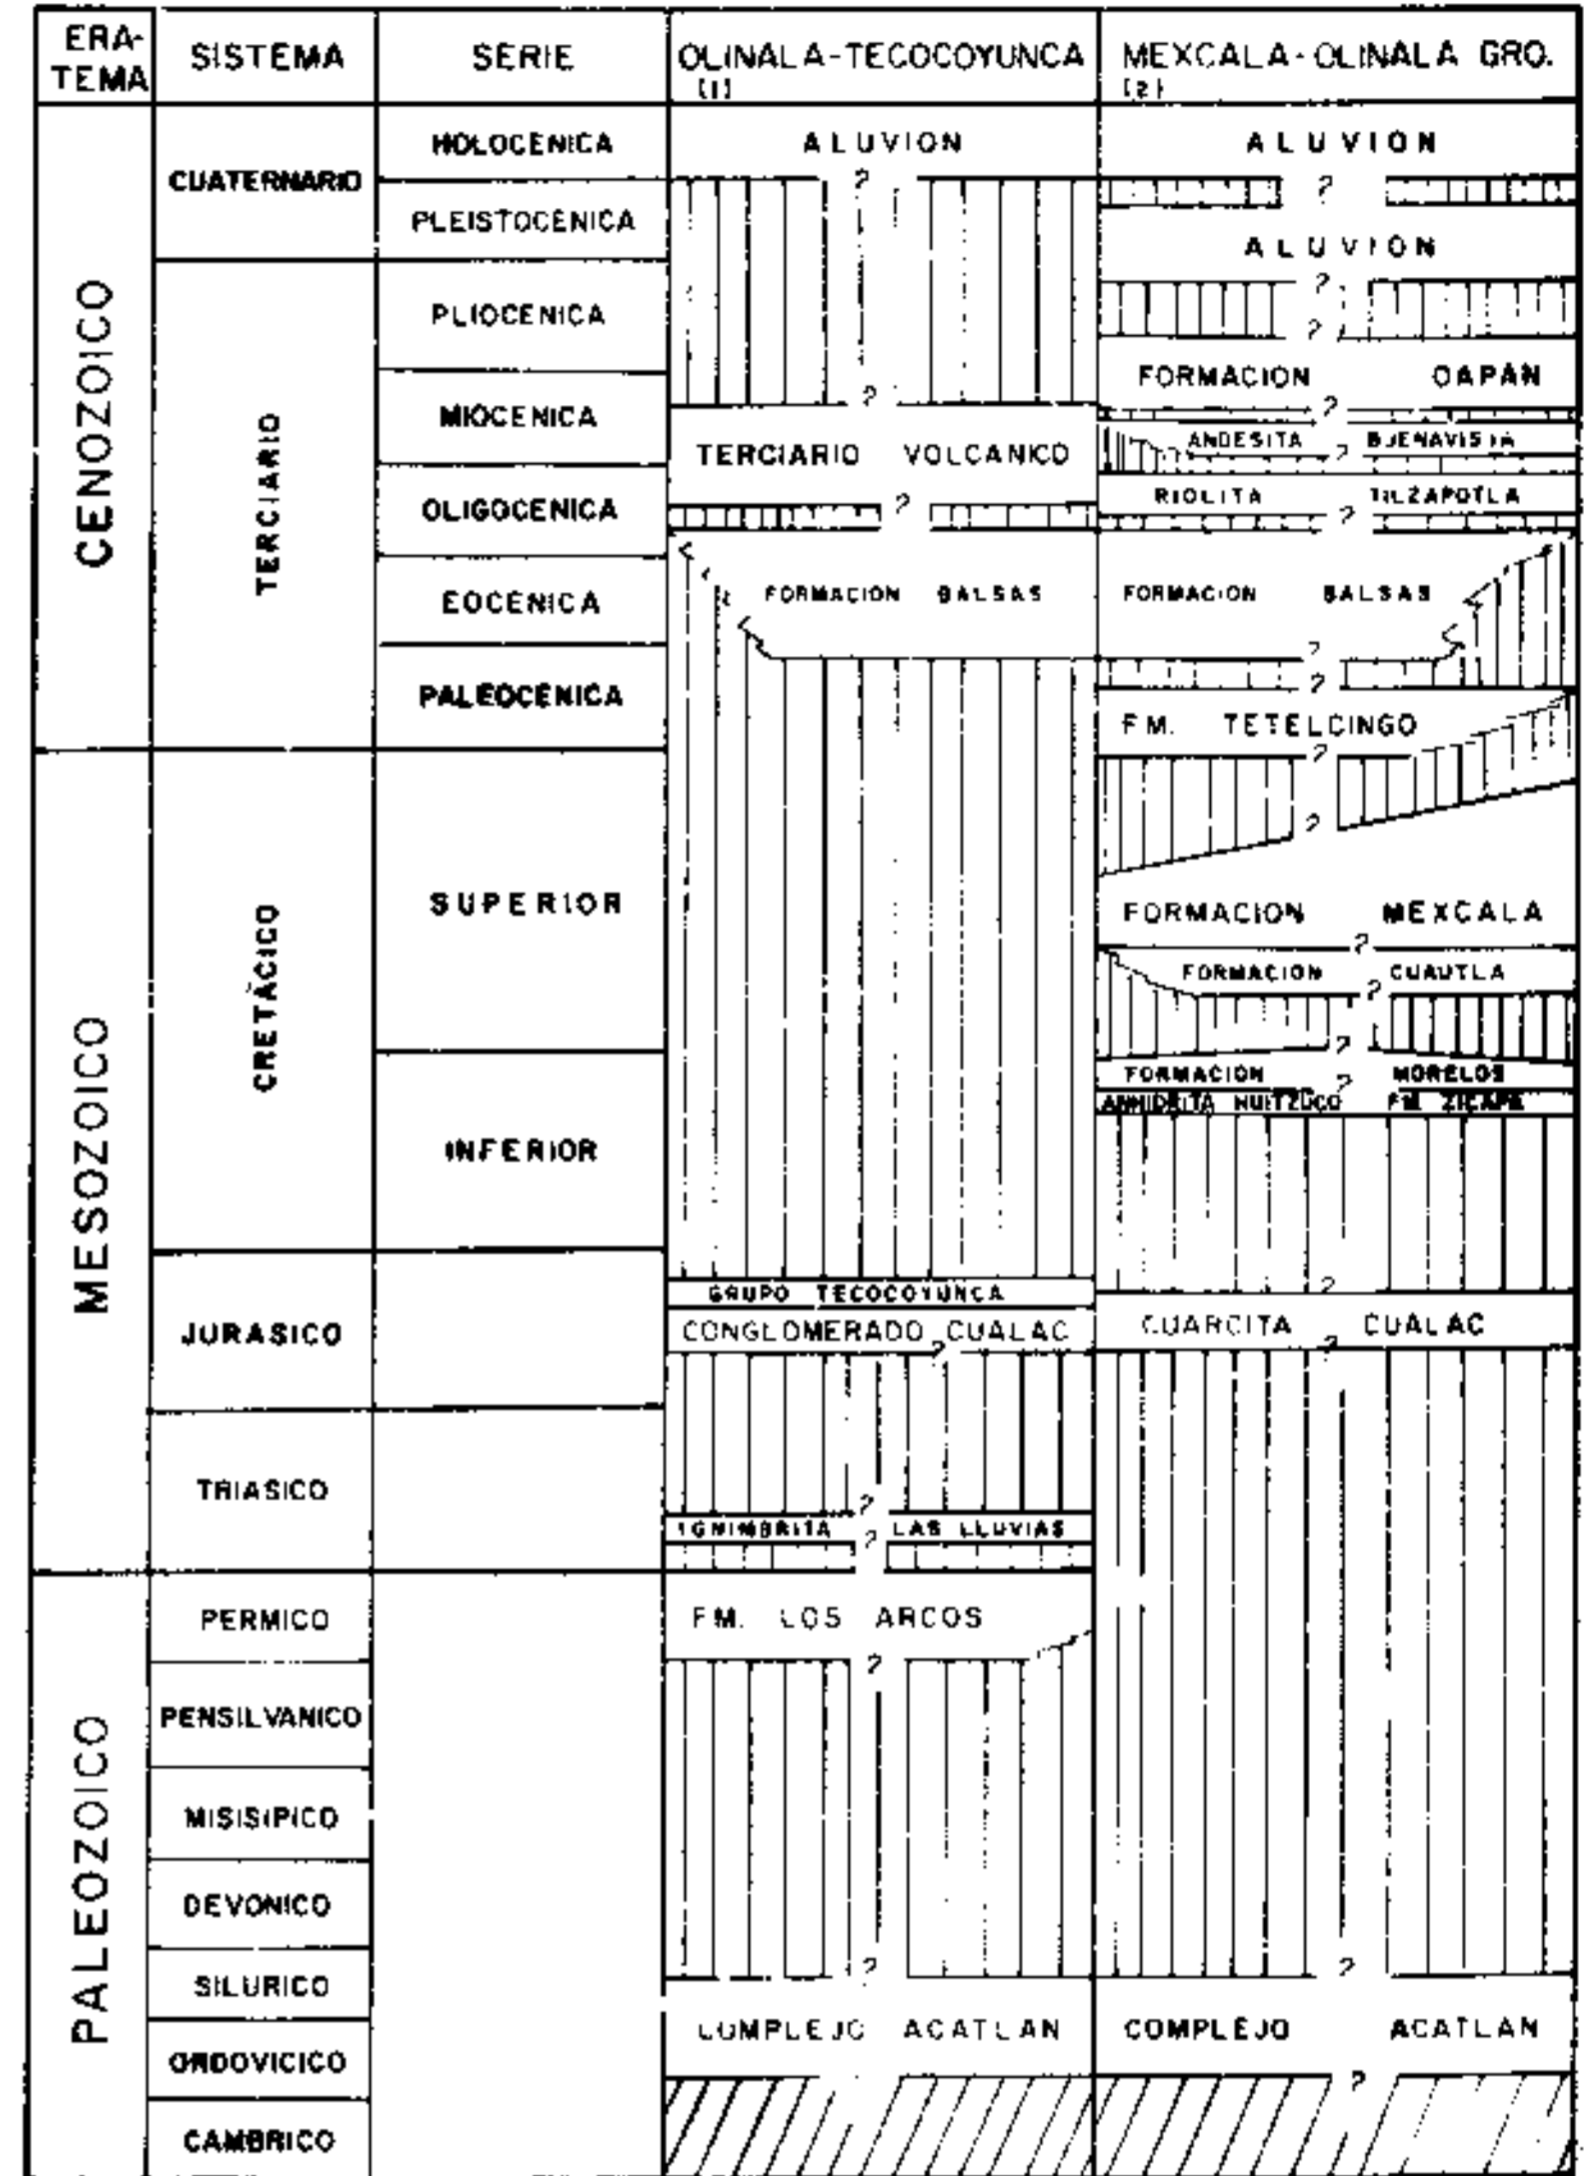 ERA-
TEMA
SISTEMA
SERIE
OLINALA-TECOCOYUNCA
(1)
MEXCALA-OLINALA GRO.
(2)
CENOZOICO
CUATERNARIO
HOLOCENICA
ALUVION
ALUVION
?
?
PLEISTOCENICA
ALUVION
?
TERCIARIO
PLIOCENICA
?
FORMACION OAPAN
?
?
MIOCENICA
TERCIARIO VOLCANICO
ANDESITA BUENAVISTA
?
OLIGOCENICA
?
RIOLITA TILZAPOTLA
?
EOCENICA
FORMACION BALSAS
FORMACION BALSAS
?
?
PALEOCENICA
FM. TETELCINGO
?
?
MESOZOICO
CRETACICO
SUPERIOR
FORMACION MEXCALA
?
FORMACION CUAUTLA
?
?
FORMACION MORELOS
?
ANHIDRITA HUITZUCO FM. ZICAPA
INFERIOR
?
JURASICO
GRUPO TECOCOYUNCA
CONGLOMERADO CUALAC
?
CUARCITA CUALAC
?
TRIASICO
?
IGNIMBRITA LAS LLUVIAS
?
PALEOZOICO
PERMICO
FM. LOS ARCOS
?
PENSILVANICO
MISISIPICO
DEVONICO
?
?
SILURICO
COMPLEJO ACATLAN
COMPLEJO ACATLAN
ORDOVICICO
?
CAMBRICO